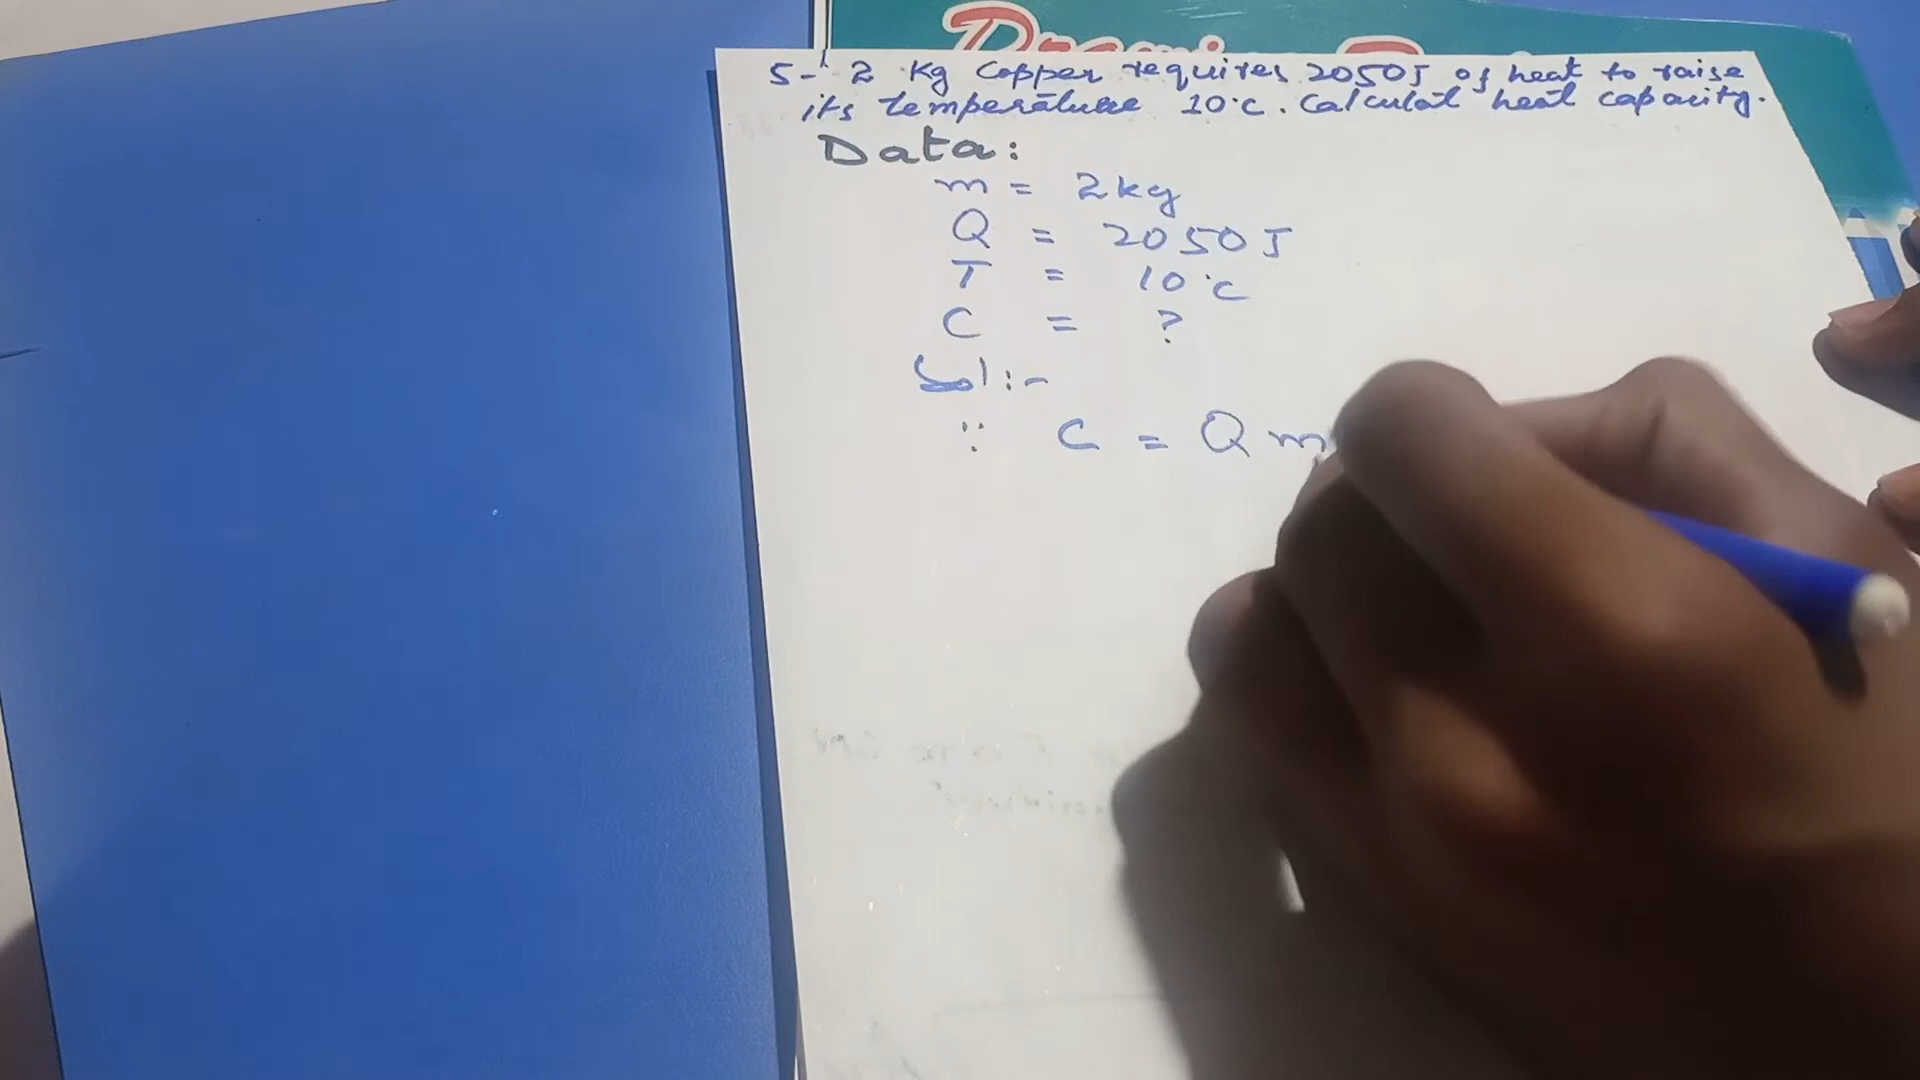 5- 2 Kg Copper requires 2050J of heat to raise
its temperature 10°C. Calculat heat capacity.
Data:
m = 2kg
Q = 2050J
T = 10°C
C = ?
Sol:-
∵ C = Q m